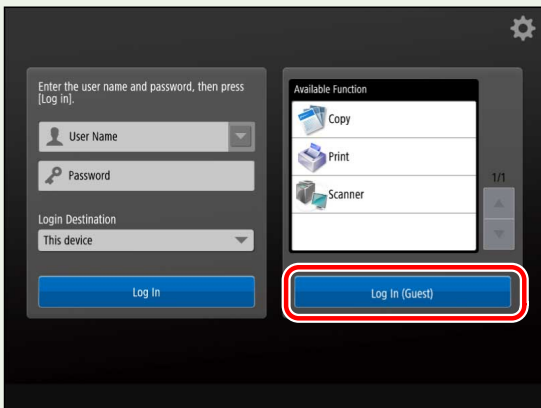 Enter the user name and password, then press
[Log in].
User Name
Password
Login Destination
This device
Log In
Available Function
Copy
Print
Scanner
1/1
Log In (Guest)